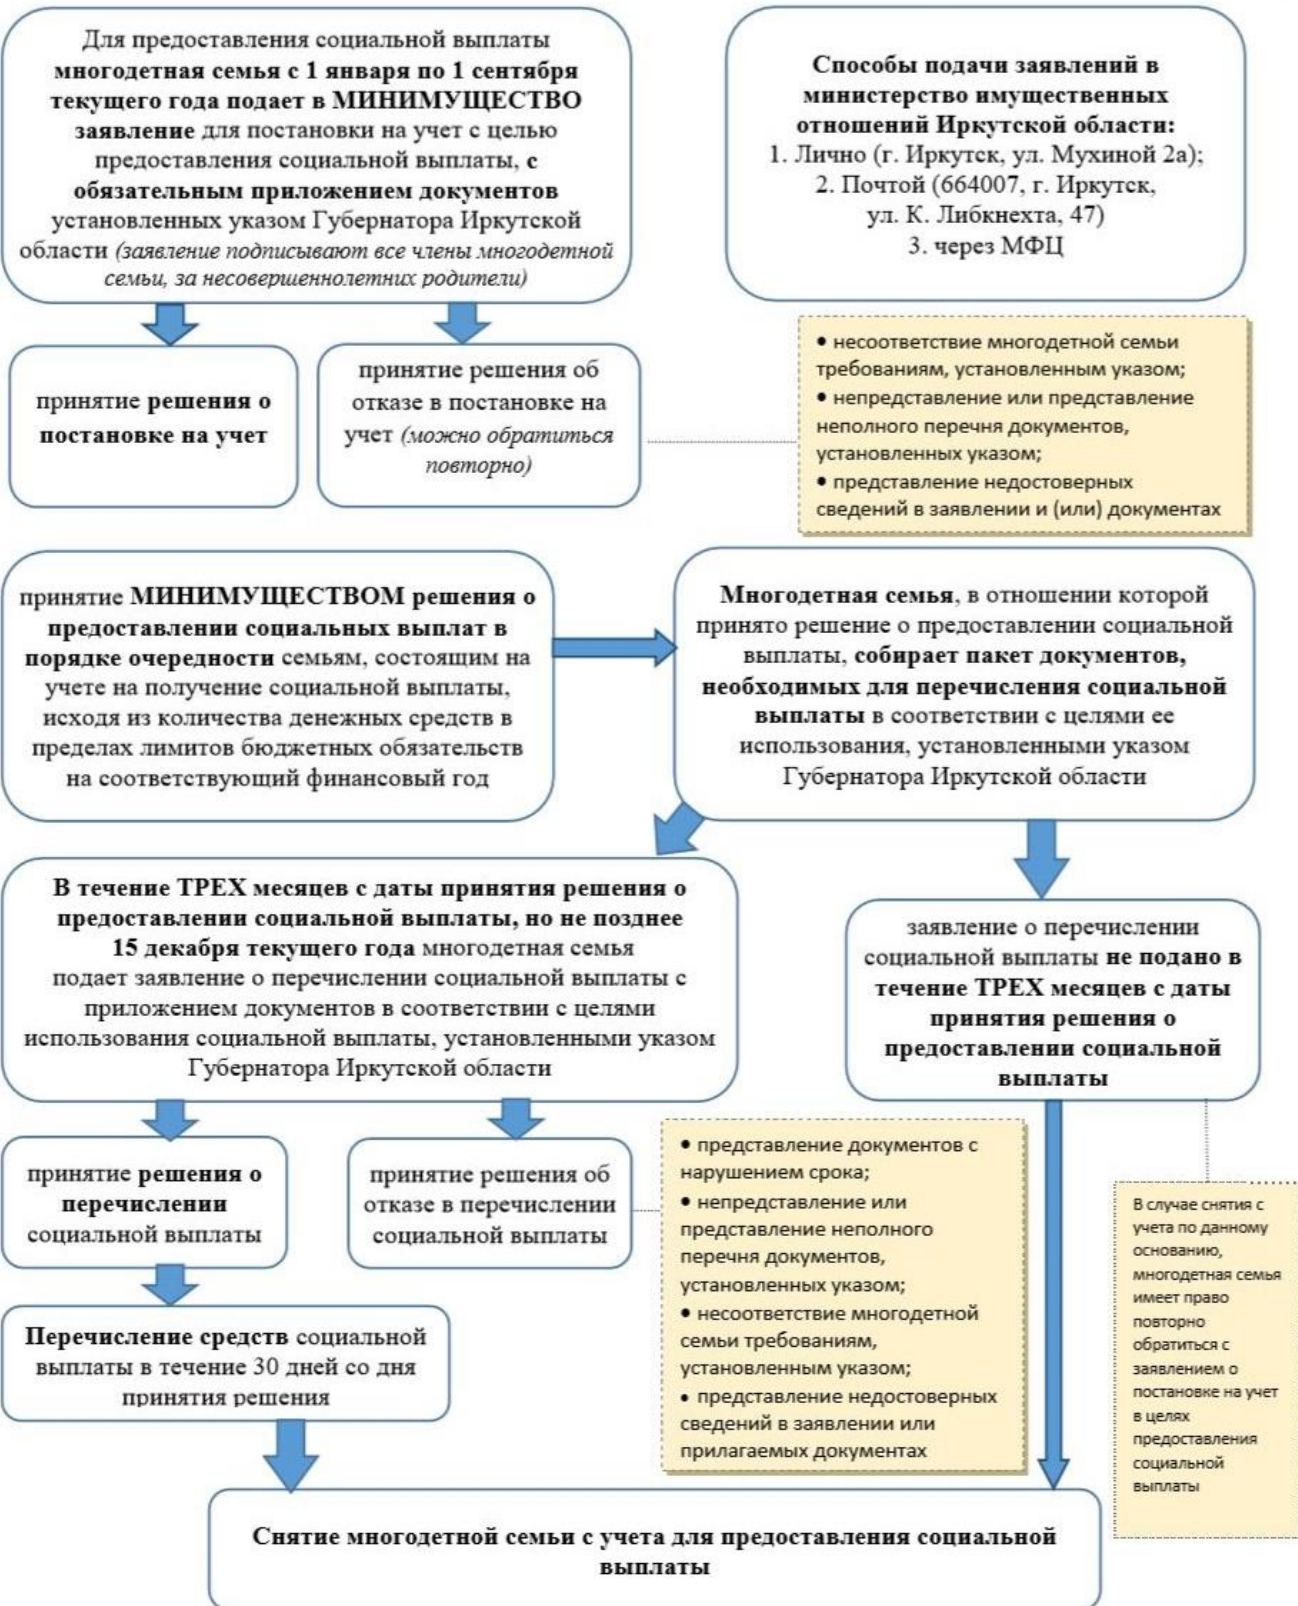 Для предоставления социальной выплаты
многодетная семья с 1 января по 1 сентября
текущего года подает в МИНИМУЩЕСТВО
заявление для постановки на учет с целью
предоставления социальной выплаты, с
обязательным приложением документов
установленных указом Губернатора Иркутской
области (заявление подписывают все члены многодетной
семьи, за несовершеннолетних родители)
Способы подачи заявлений в
министерство имущественных
отношений Иркутской области:
1. Лично (г. Иркутск, ул. Мухиной 2а);
2. Почтой (664007, г. Иркутск,
ул. К. Либкнехта, 47)
3. через МФЦ
принятие решения о
постановке на учет
принятие решения об
отказе в постановке на
учет (можно обратиться
повторно)
• несоответствие многодетной семьи
требованиям, установленным указом;
• непредставление или представление
неполного перечня документов,
установленных указом;
• представление недостоверных
сведений в заявлении и (или) документах
принятие МИНИМУЩЕСТВОМ решения о
предоставлении социальных выплат в
порядке очередности семьям, состоящим на
учете на получение социальной выплаты,
исходя из количества денежных средств в
пределах лимитов бюджетных обязательств
на соответствующий финансовый год
Многодетная семья, в отношении которой
принято решение о предоставлении социальной
выплаты, собирает пакет документов,
необходимых для перечисления социальной
выплаты в соответствии с целями ее
использования, установленными указом
Губернатора Иркутской области
В течение ТРЕХ месяцев с даты принятия решения о
предоставлении социальной выплаты, но не позднее
15 декабря текущего года многодетная семья
подает заявление о перечислении социальной выплаты с
приложением документов в соответствии с целями
использования социальной выплаты, установленными указом
Губернатора Иркутской области
заявление о перечислении
социальной выплаты не подано в
течение ТРЕХ месяцев с даты
принятия решения о
предоставлении социальной
выплаты
принятие решения о
перечислении
социальной выплаты
принятие решения об
отказе в перечислении
социальной выплаты
• представление документов с
нарушением срока;
• непредставление или
представление неполного
перечня документов,
установленных указом;
• несоответствие многодетной
семьи требованиям,
установленным указом;
• представление недостоверных
сведений в заявлении или
прилагаемых документах
В случае снятия с
учета по данному
основанию,
многодетная семья
имеет право
повторно
обратиться с
заявлением о
постановке на учет
в целях
предоставления
социальной
выплаты
Перечисление средств социальной
выплаты в течение 30 дней со дня
принятия решения
Снятие многодетной семьи с учета для предоставления социальной
выплаты